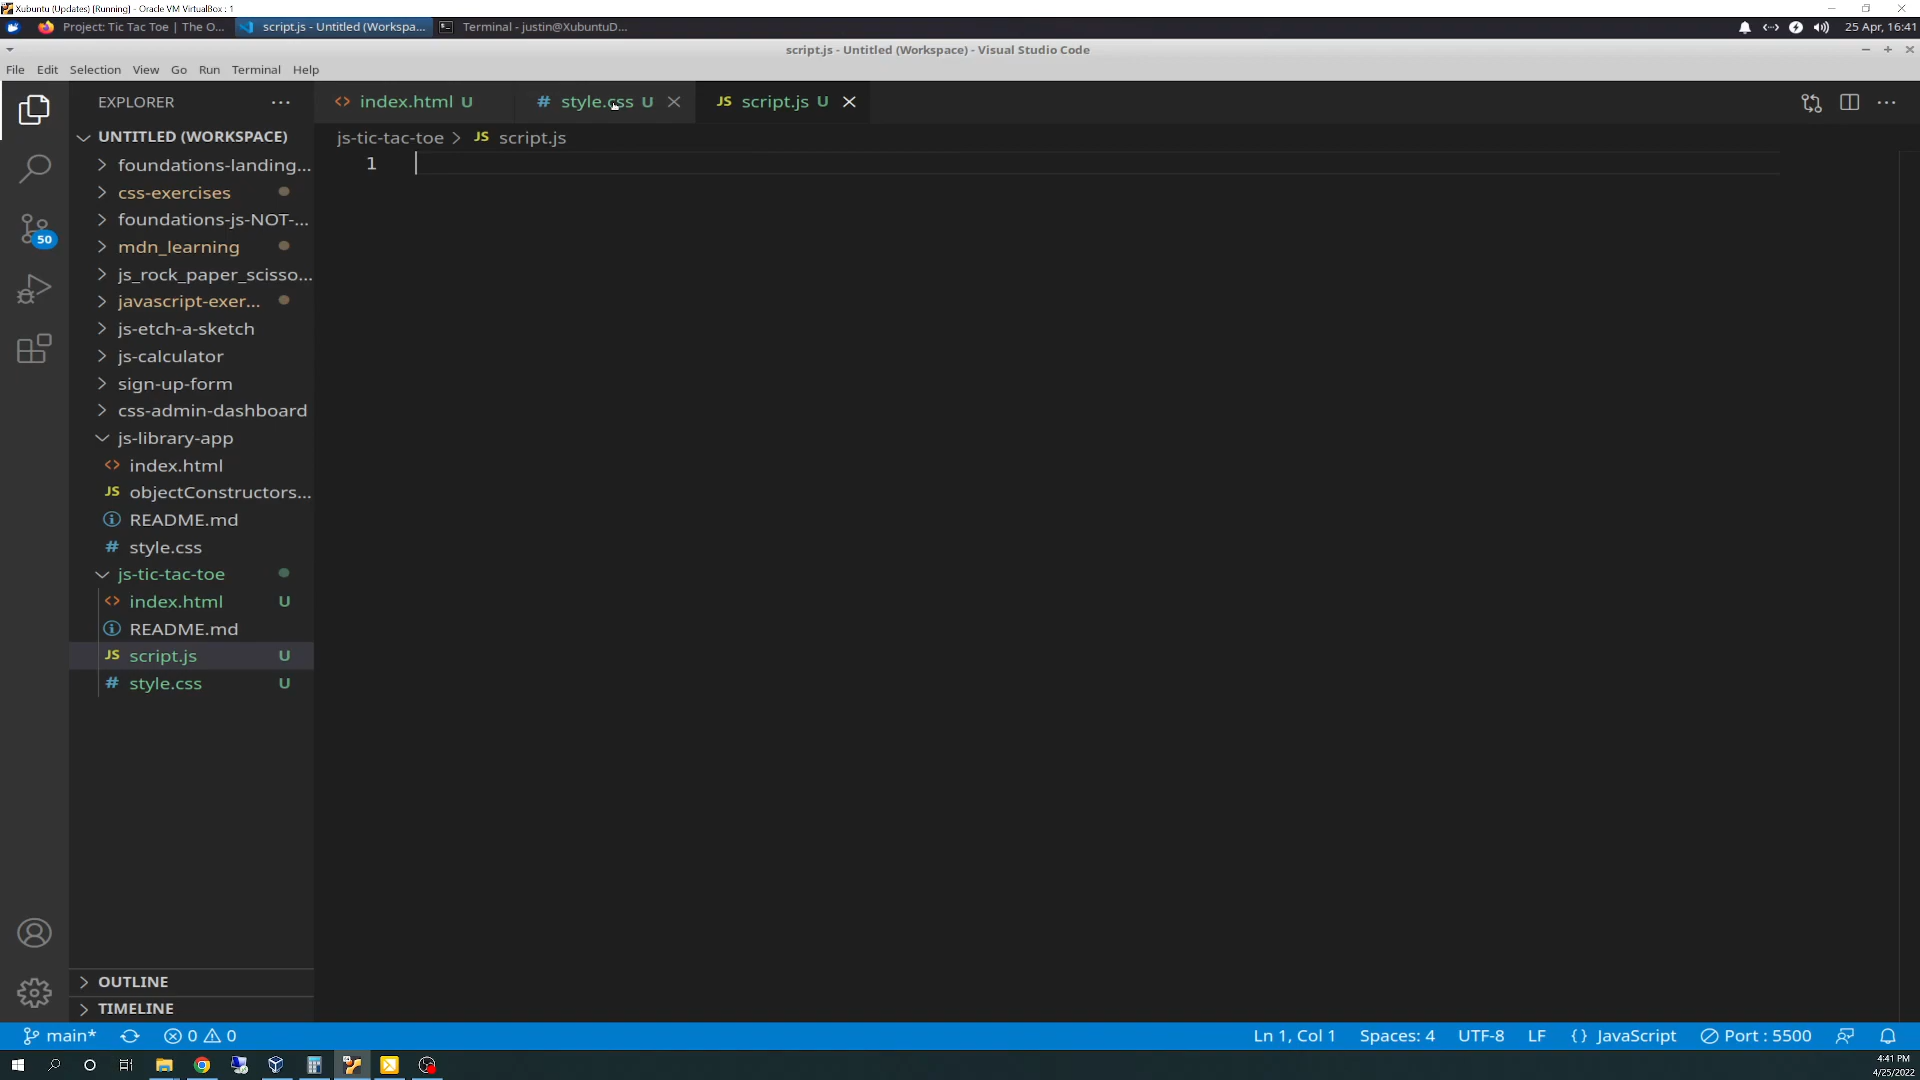 Xubuntu (Updates) [Running] - Oracle VM VirtualBox : 1
Project: Tic Tac Toe | The O...
script.js - Untitled (Workspa...
Terminal - justin@XubuntuD...
25 Apr, 16:41
script.js - Untitled (Workspace) - Visual Studio Code
File Edit Selection View Go Run Terminal Help
EXPLORER
<> index.html U
# style.css U
JS script.js U
UNTITLED (WORKSPACE)
js-tic-tac-toe > JS script.js
1
foundations-landing...
css-exercises
foundations-js-NOT-...
50
mdn_learning
js_rock_paper_scisso...
javascript-exer...
js-etch-a-sketch
js-calculator
sign-up-form
css-admin-dashboard
js-library-app
<> index.html
JS objectConstructors...
README.md
# style.css
js-tic-tac-toe
<> index.html U
README.md
JS script.js U
# style.css U
OUTLINE
TIMELINE
main* 0 0
Ln 1, Col 1 Spaces: 4 UTF-8 LF {} JavaScript Port : 5500
4:41 PM
4/25/2022